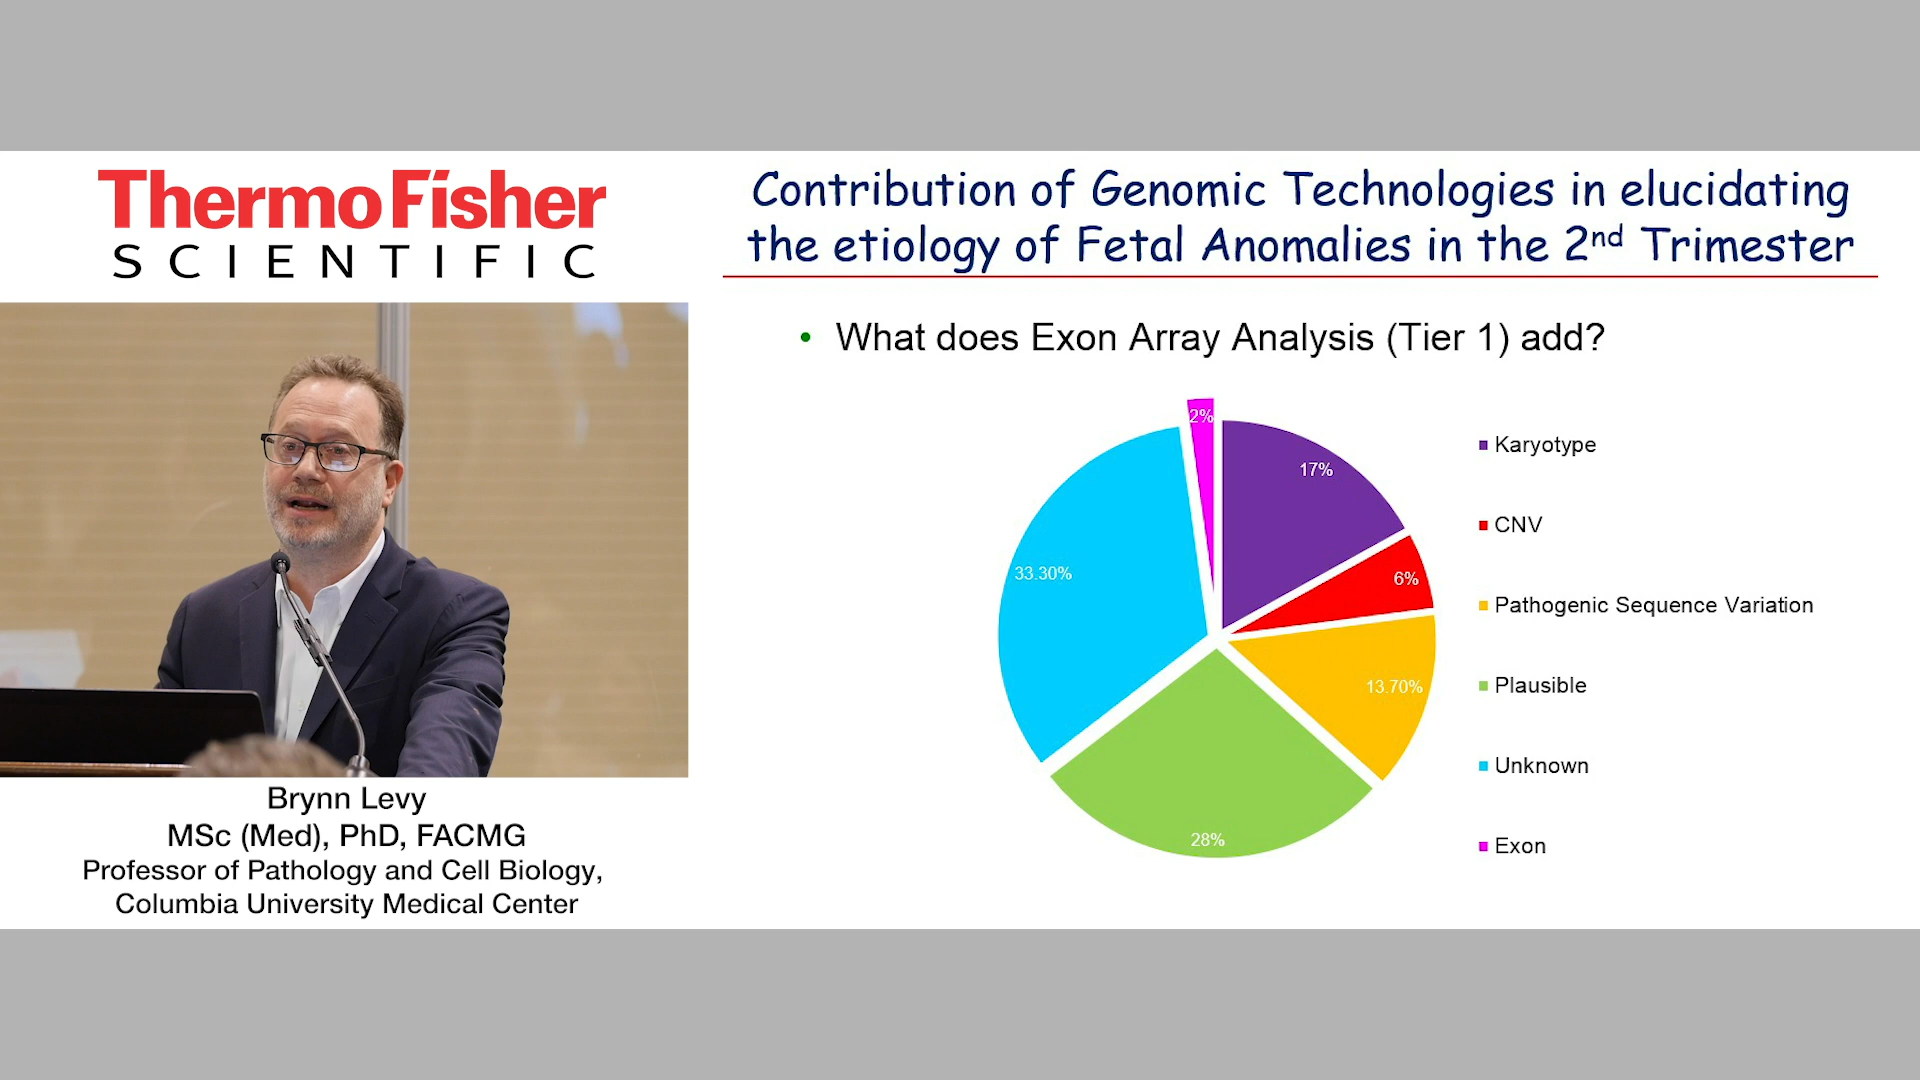 ThermoFisher
SCIENTIFIC
Brynn Levy
MSc (Med), PhD, FACMG
Professor of Pathology and Cell Biology,
Columbia University Medical Center
Contribution of Genomic Technologies in elucidating
the etiology of Fetal Anomalies in the 2nd Trimester
• What does Exon Array Analysis (Tier 1) add?
2%
17%
6%
13.70%
28%
33.30%
Karyotype
CNV
Pathogenic Sequence Variation
Plausible
Unknown
Exon